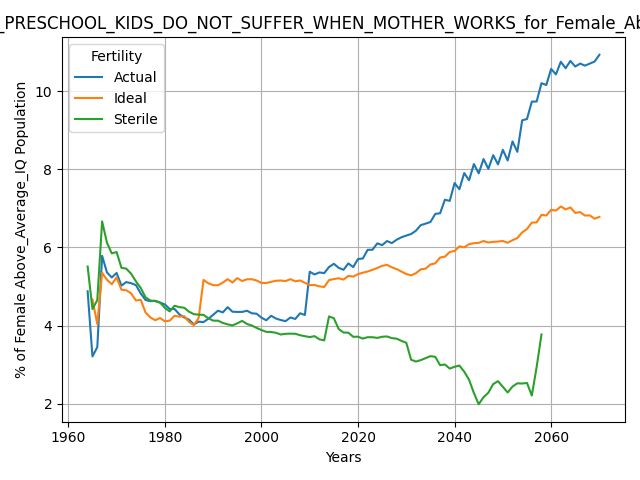 _PRESCHOOL_KIDS_DO_NOT_SUFFER_WHEN_MOTHER_WORKS_for_Female_Ab
Fertility
Actual
Ideal
Sterile
% of Female Above_Average_IQ Population
10
8
6
4
2
1960 1980 2000 2020 2040 2060
Years